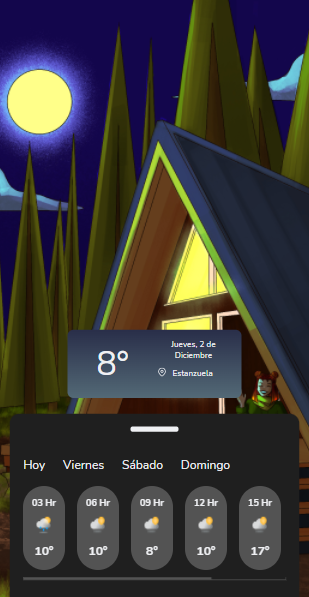 8°
Jueves, 2 de
Diciembre
Estanzuela
Hoy Viernes Sábado Domingo
03 Hr 06 Hr 09 Hr 12 Hr 15 Hr
10° 10° 8° 10° 17°